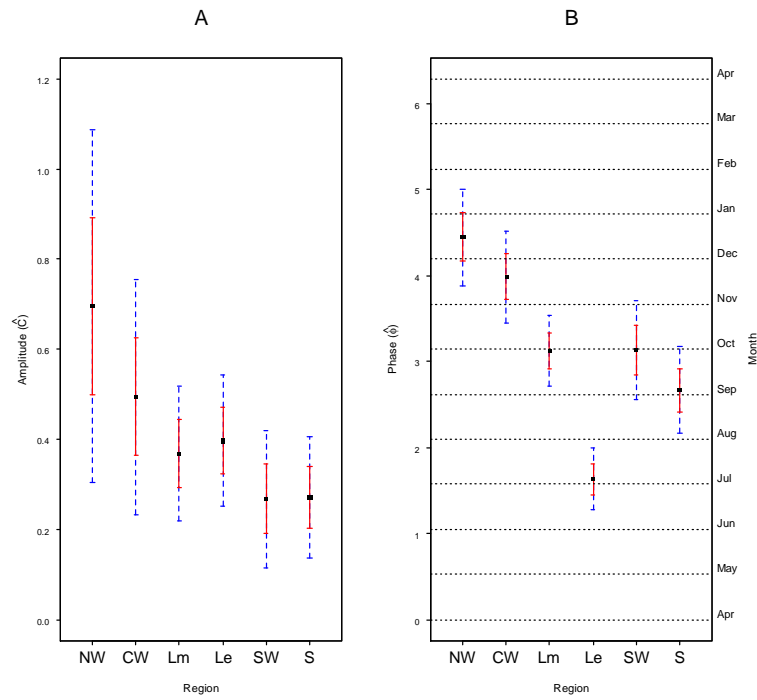 A
B
Amplitude (Ĉ)
1.2
1.0
0.8
0.6
0.4
0.2
0.0
NW CW Lm Le SW S
Region
Phase (ϕ̂)
6
5
4
3
2
1
0
NW CW Lm Le SW S
Region
Apr
Mar
Feb
Jan
Dec
Nov
Oct
Sep
Aug
Jul
Jun
May
Apr
Month